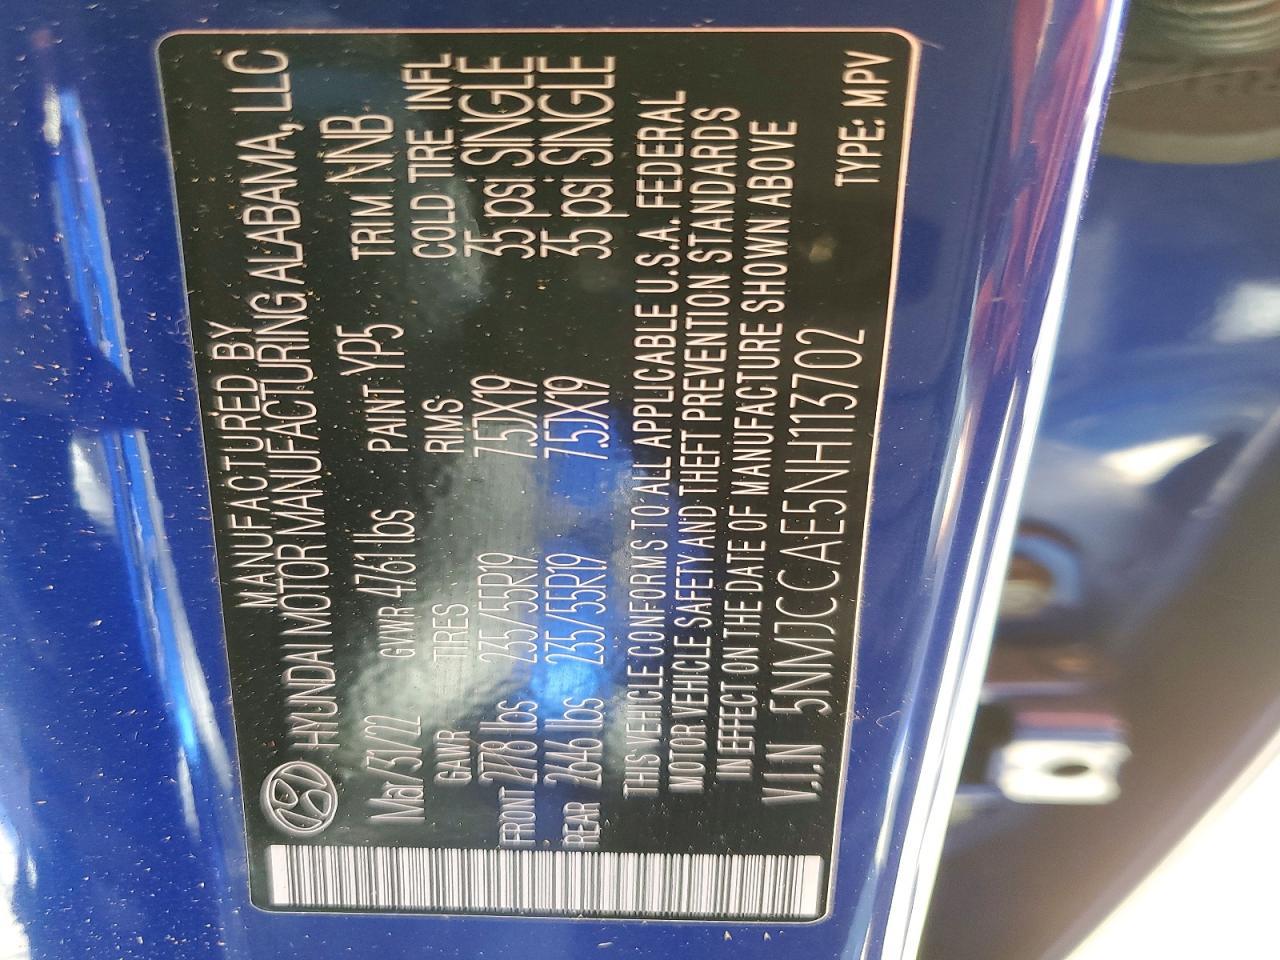 MANUFACTURED BY
HYUNDAI MOTOR MANUFACTURING ALABAMA, LLC
Mar/31/22 GVWR 4761 lbs PAINT YP5 TRIM NNB
GAWR TIRES RIMS COLD TIRE INFL
FRONT 2778 lbs 235/55R19 7.5JX19 35 psi SINGLE
REAR 2646 lbs 235/55R19 7.5JX19 35 psi SINGLE
THIS VEHICLE CONFORMS TO ALL APPLICABLE U.S.A. FEDERAL
MOTOR VEHICLE SAFETY AND THEFT PREVENTION STANDARDS
IN EFFECT ON THE DATE OF MANUFACTURE SHOWN ABOVE
V.I.N 5NMJCCAE5NH113702
TYPE: MPV